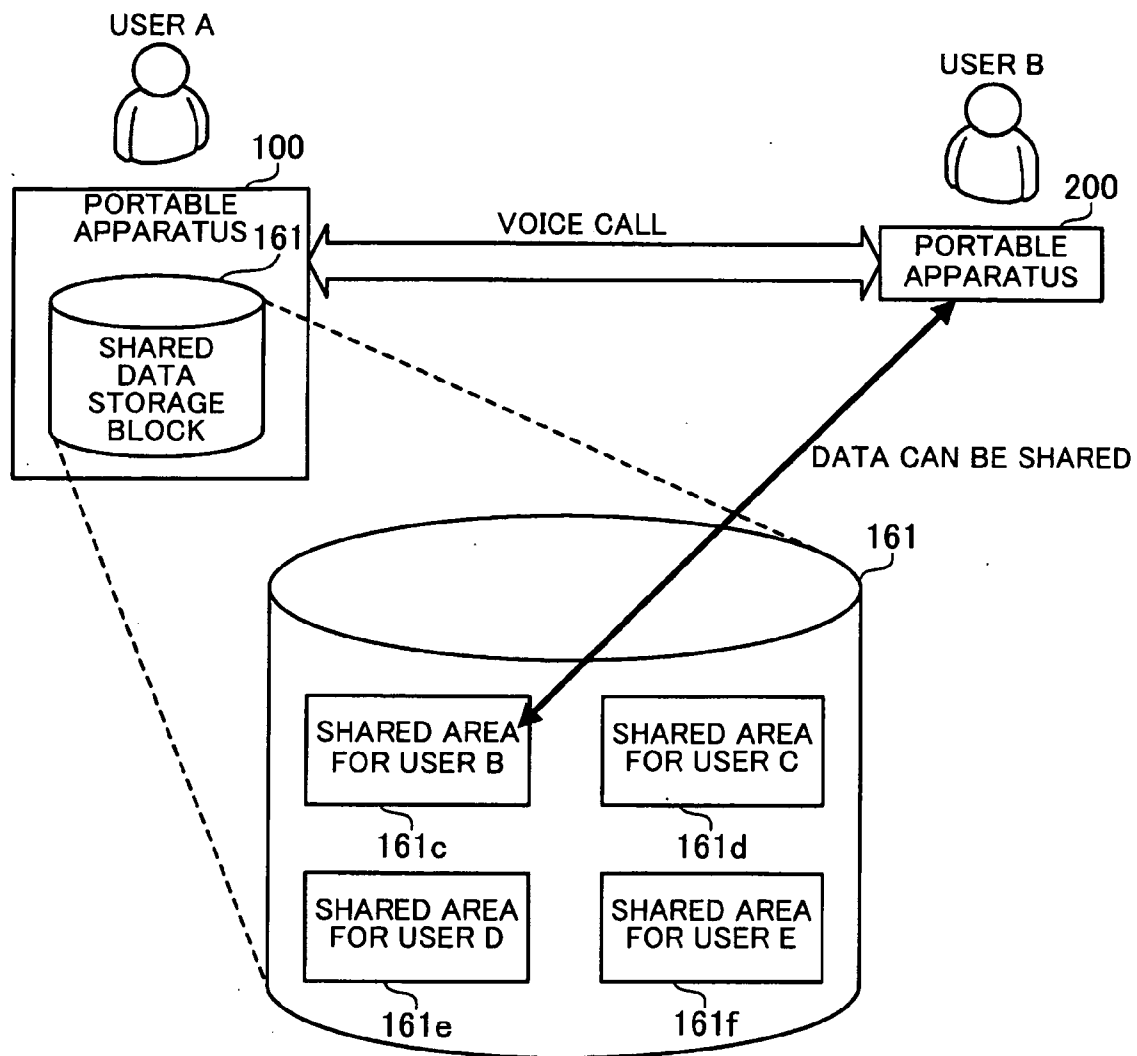 USER A
USER B
100
PORTABLE
APPARATUS
161
SHARED
DATA
STORAGE
BLOCK
VOICE CALL
200
PORTABLE
APPARATUS
DATA CAN BE SHARED
161
SHARED AREA
FOR USER B
161c
SHARED AREA
FOR USER C
161d
SHARED AREA
FOR USER D
161e
SHARED AREA
FOR USER E
161f